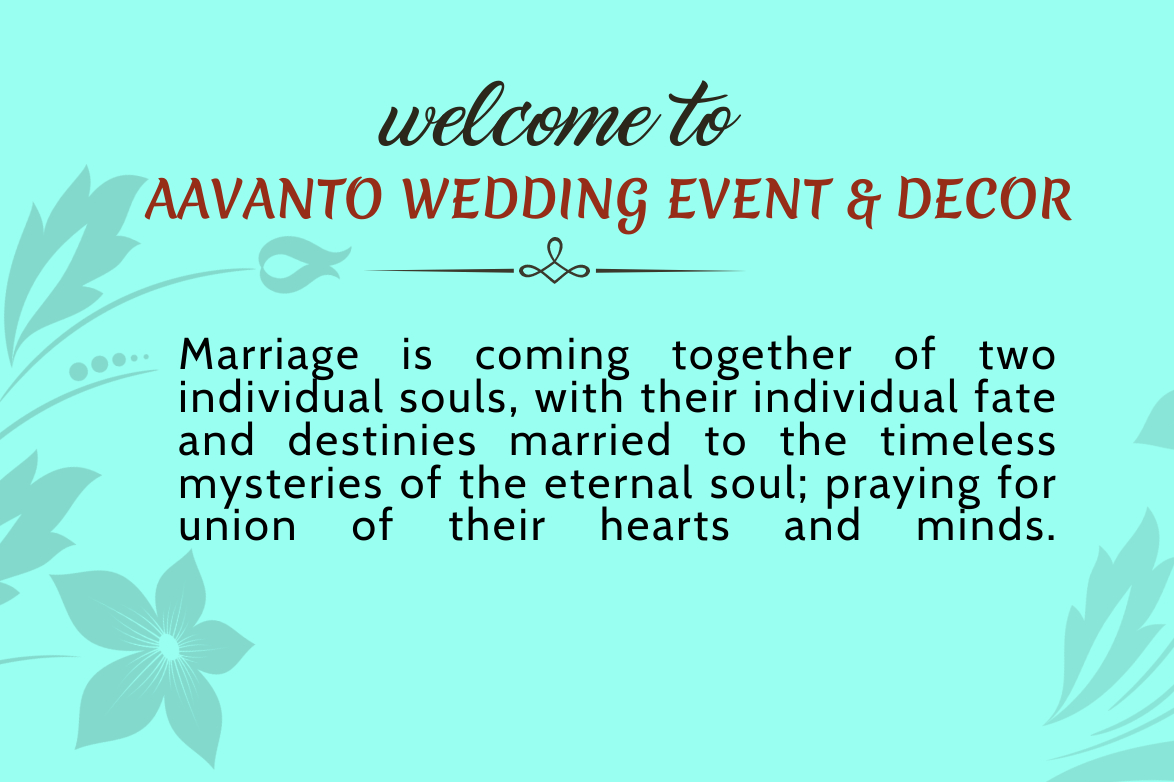 welcome to
AAVANTO WEDDING EVENT & DECOR
Marriage is coming together of two
individual souls, with their individual fate
and destinies married to the timeless
mysteries of the eternal soul; praying for
union of their hearts and minds.